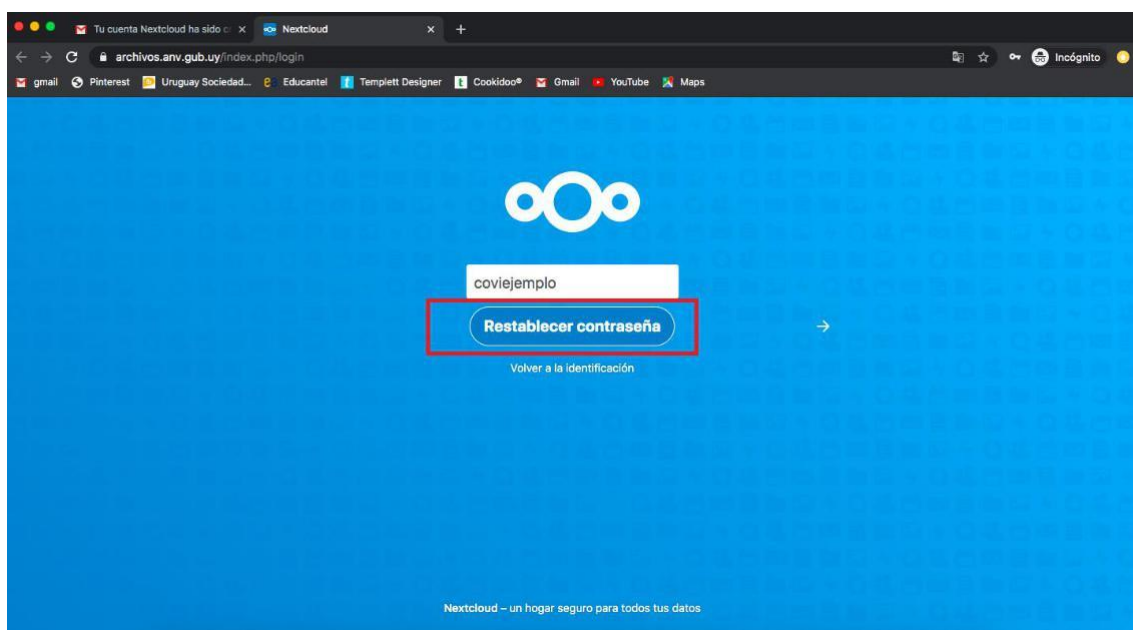 Tu cuenta Nextcloud ha sido c
Nextcloud
archivos.anv.gub.uy/index.php/login
Incógnito
gmail
Pinterest
Uruguay Sociedad...
Educantel
Templett Designer
Cookidoo®
Gmail
YouTube
Maps
coviejemplo
Restablecer contraseña
Volver a la identificación
Nextcloud – un hogar seguro para todos tus datos